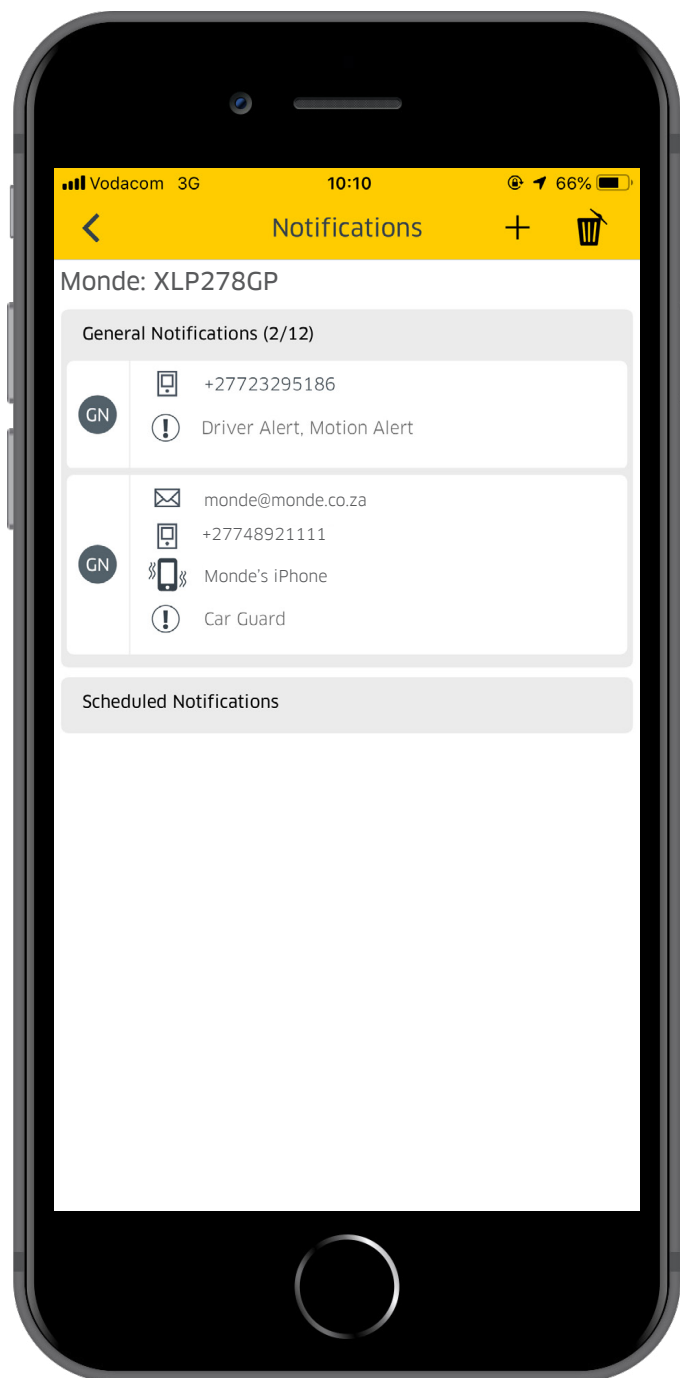 Vodacom 3G 10:10 66%
Notifications
Monde: XLP278GP
General Notifications (2/12)
GN
+27723295186
Driver Alert, Motion Alert
GN
monde@monde.co.za
+27748921111
Monde's iPhone
Car Guard
Scheduled Notifications